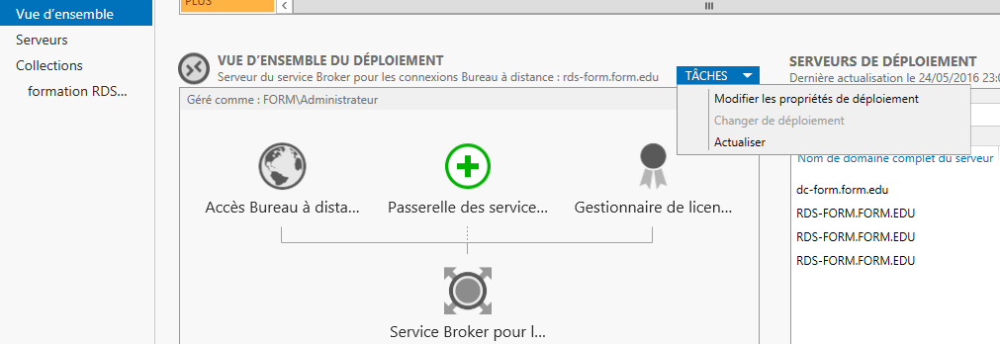 PLUS
Vue d'ensemble
Serveurs
Collections
formation RDS...
VUE D'ENSEMBLE DU DÉPLOIEMENT
Serveur du service Broker pour les connexions Bureau à distance : rds-form.form.edu
TÂCHES
Modifier les propriétés de déploiement
Changer de déploiement
Actualiser
Géré comme : FORM\Administrateur
Accès Bureau à dista...
Passerelle des service...
Gestionnaire de licen...
Service Broker pour l...
SERVEURS DE DÉPLOIEMENT
Dernière actualisation le 24/05/2016 23:0
Nom de domaine complet du serveur
dc-form.form.edu
RDS-FORM.FORM.EDU
RDS-FORM.FORM.EDU
RDS-FORM.FORM.EDU